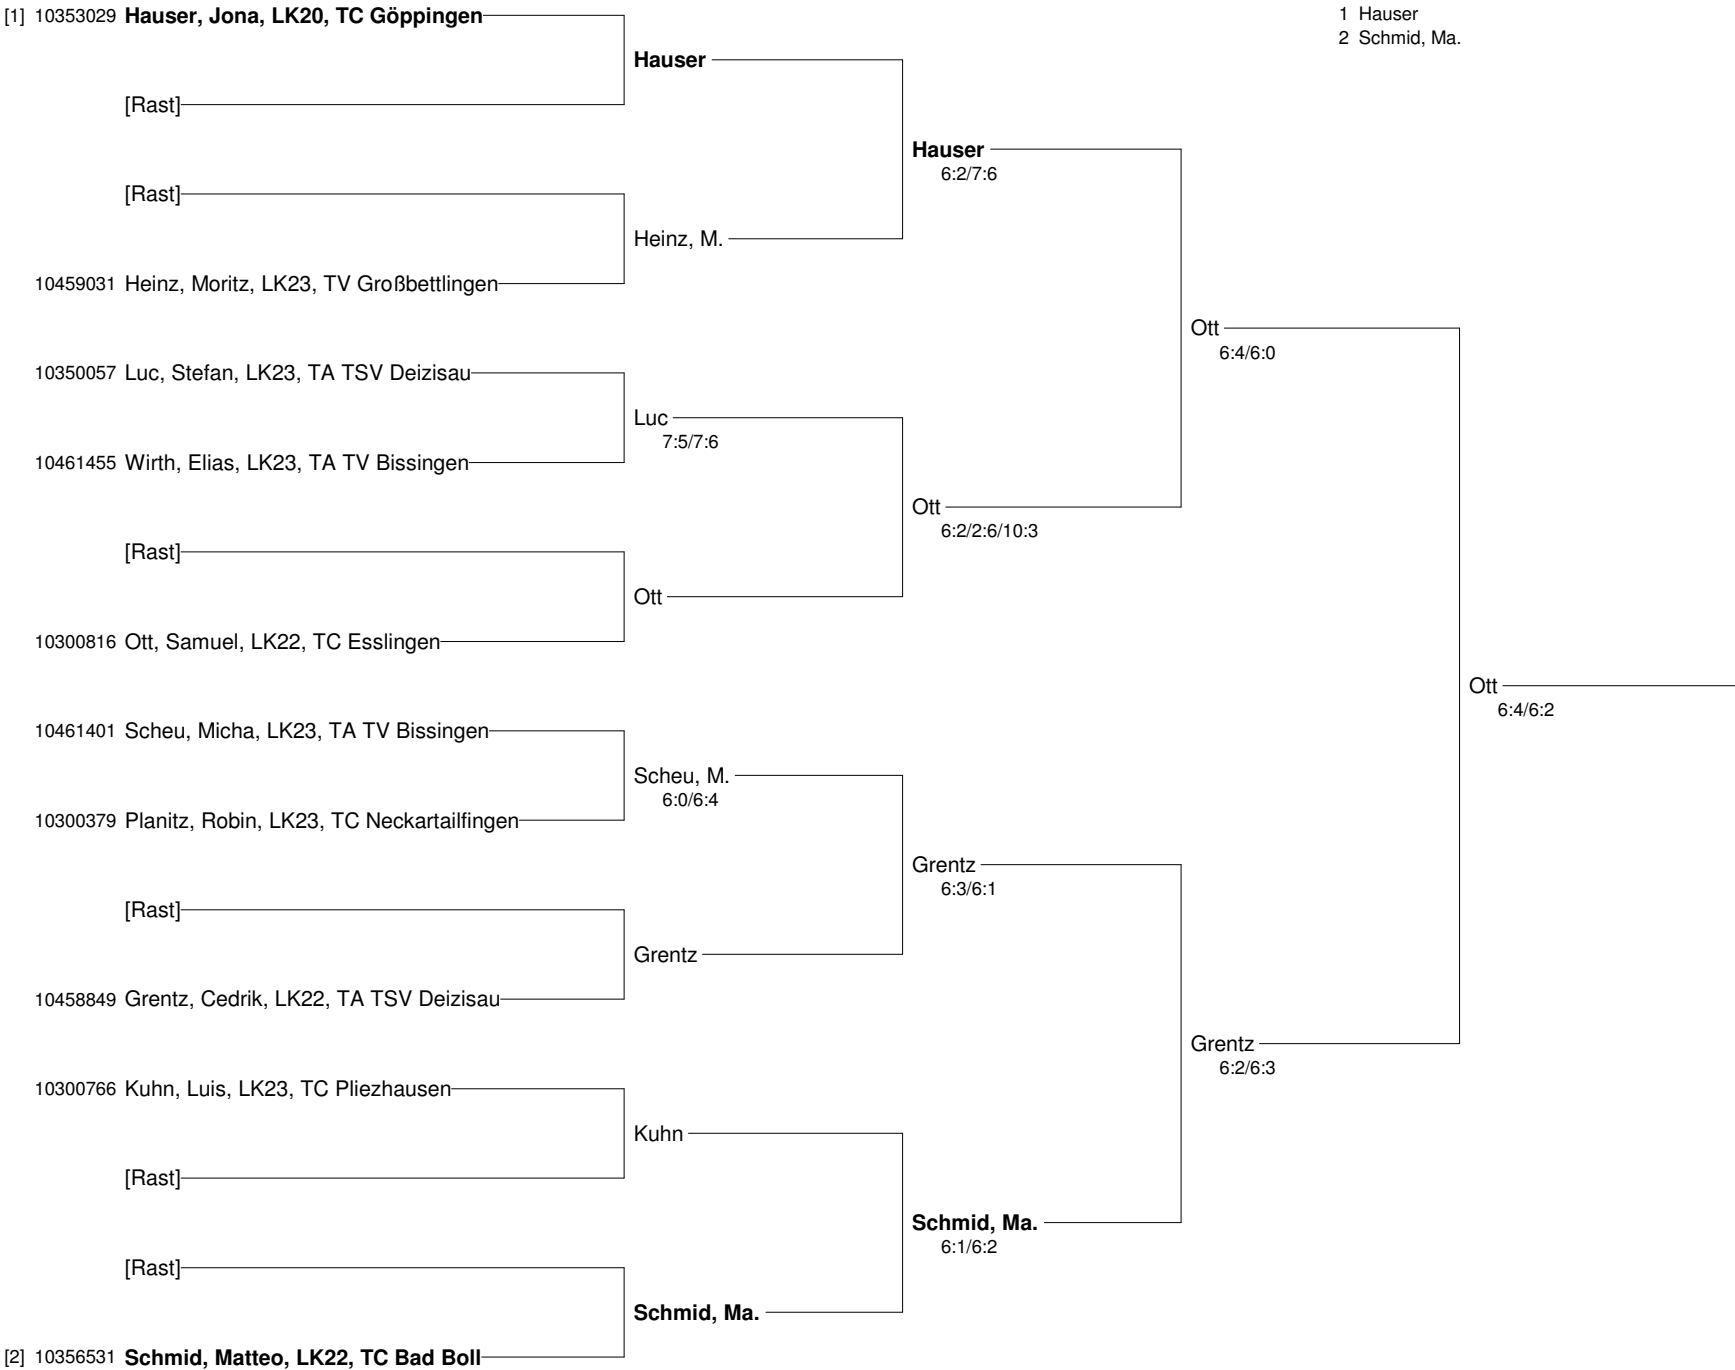 [1] 10353029 Hauser, Jona, LK20, TC Göppingen
1 Hauser
2 Schmid, Ma.
Hauser
[Rast]
Hauser
6:2/7:6
[Rast]
Heinz, M.
10459031 Heinz, Moritz, LK23, TV Großbettlingen
Ott
6:4/6:0
10350057 Luc, Stefan, LK23, TA TSV Deizisau
Luc
7:5/7:6
10461455 Wirth, Elias, LK23, TA TV Bissingen
Ott
6:2/2:6/10:3
[Rast]
Ott
10300816 Ott, Samuel, LK22, TC Esslingen
Ott
6:4/6:2
10461401 Scheu, Micha, LK23, TA TV Bissingen
Scheu, M.
6:0/6:4
10300379 Planitz, Robin, LK23, TC Neckartailfingen
Grentz
6:3/6:1
[Rast]
Grentz
10458849 Grentz, Cedrik, LK22, TA TSV Deizisau
Grentz
6:2/6:3
10300766 Kuhn, Luis, LK23, TC Pliezhausen
Kuhn
[Rast]
Schmid, Ma.
6:1/6:2
[Rast]
Schmid, Ma.
[2] 10356531 Schmid, Matteo, LK22, TC Bad Boll